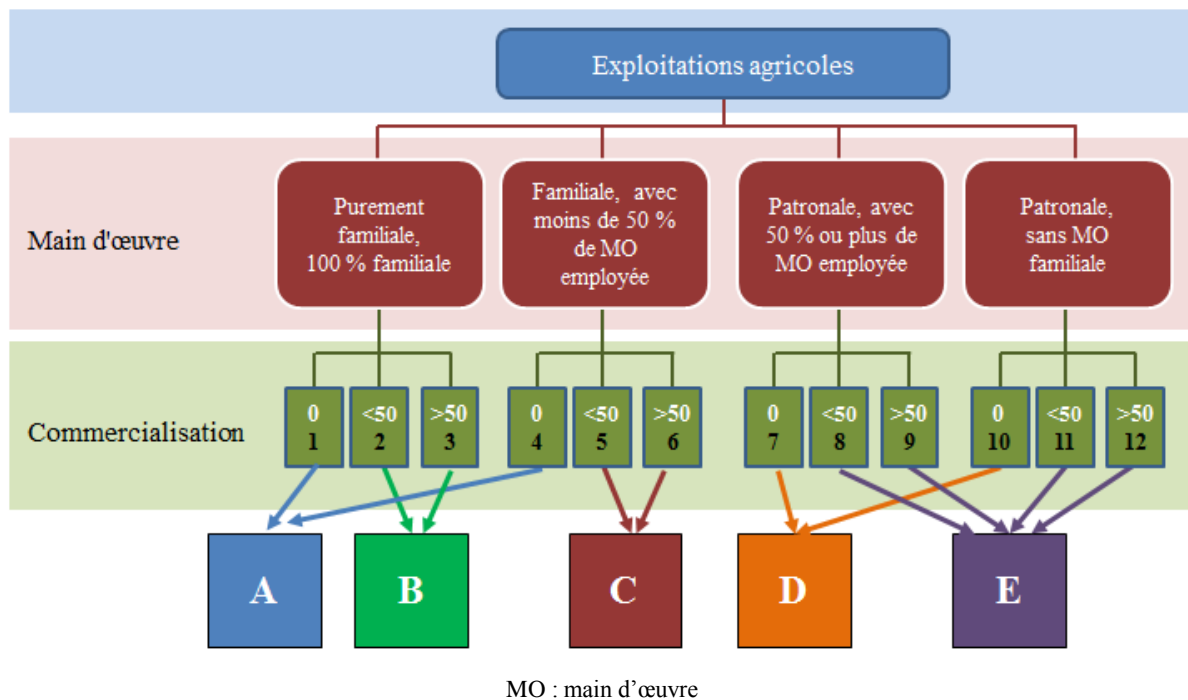 Exploitations agricoles
Main d'œuvre
Purement
familiale,
100 % familiale
Familiale, avec
moins de 50 %
de MO
employée
Patronale, avec
50 % ou plus de
MO employée
Patronale,
sans MO
familiale
Commercialisation
0 <50 >50 0 <50 >50 0 <50 >50 0 <50 >50
1 2 3 4 5 6 7 8 9 10 11 12
A B C D E
MO : main d’œuvre